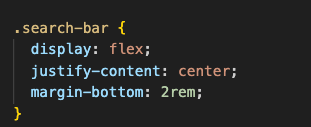 .search-bar {
  display: flex;
  justify-content: center;
  margin-bottom: 2rem;
}